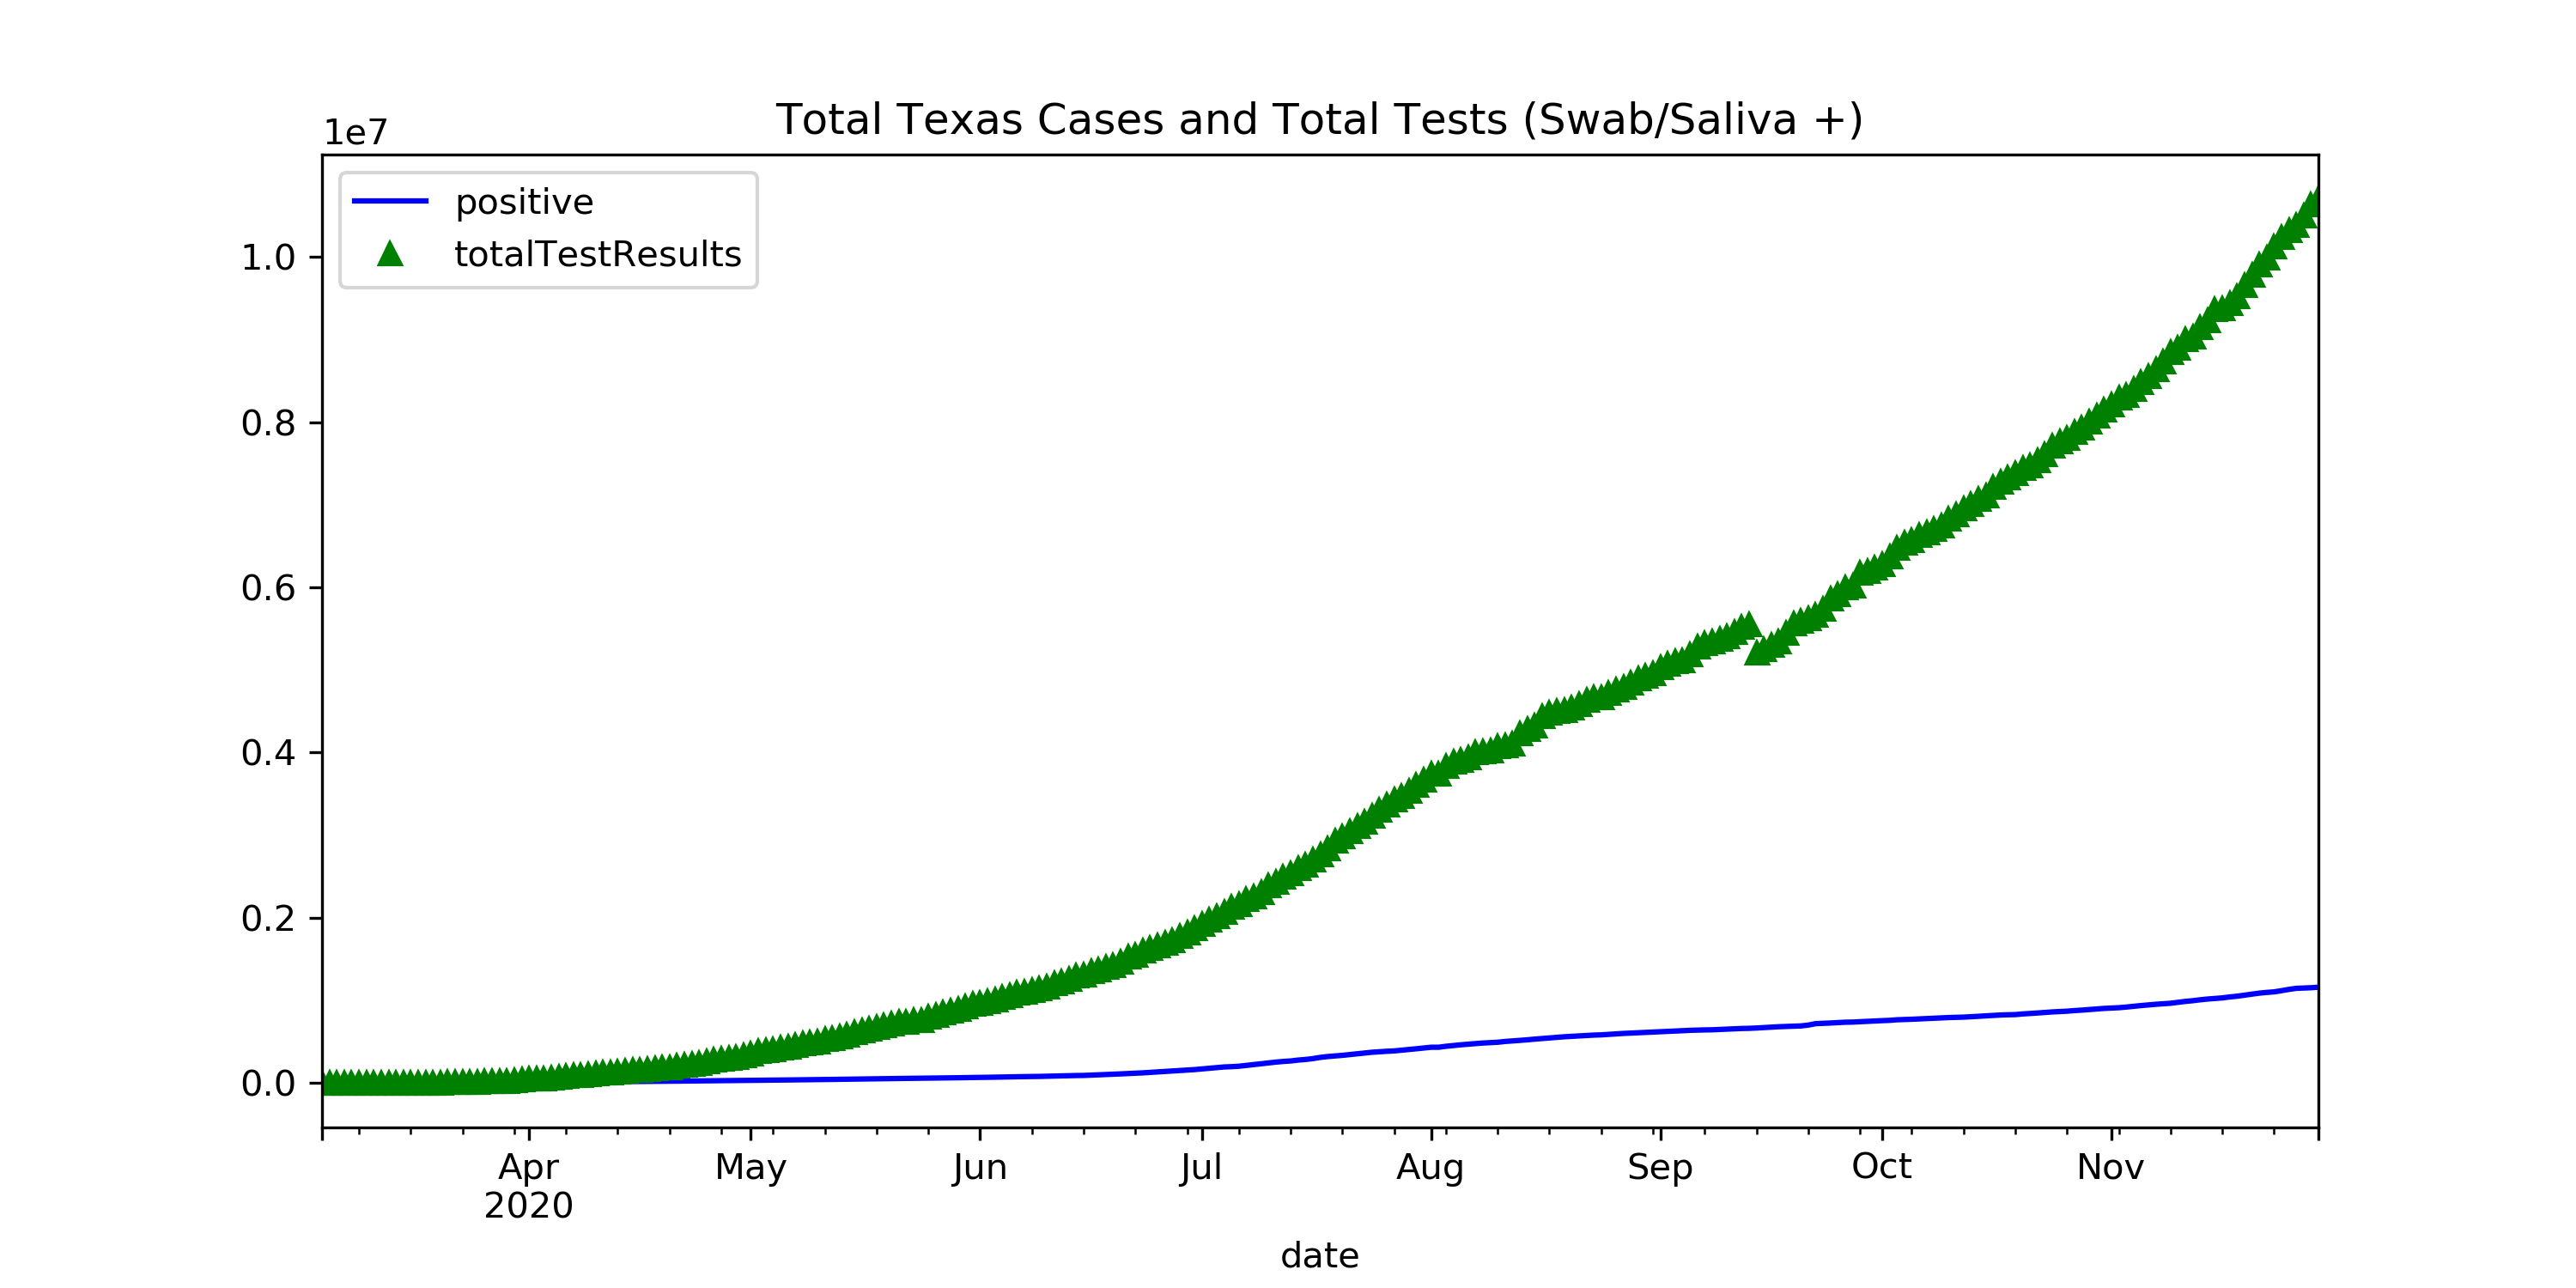 Total Texas Cases and Total Tests (Swab/Saliva +)
1e7
positive
totalTestResults
1.0
0.8
0.6
0.4
0.2
0.0
Apr May Jun Jul Aug Sep Oct Nov
2020
date